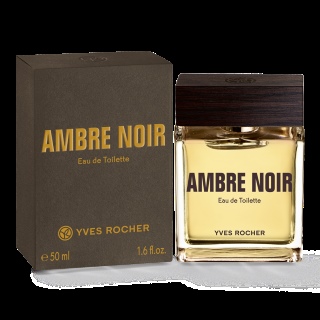 AMBRE NOIR
Eau de Toilette
YVES ROCHER
e 50 ml 1.6 fl.oz.
AMBRE NOIR
Eau de Toilette
YVES ROCHER